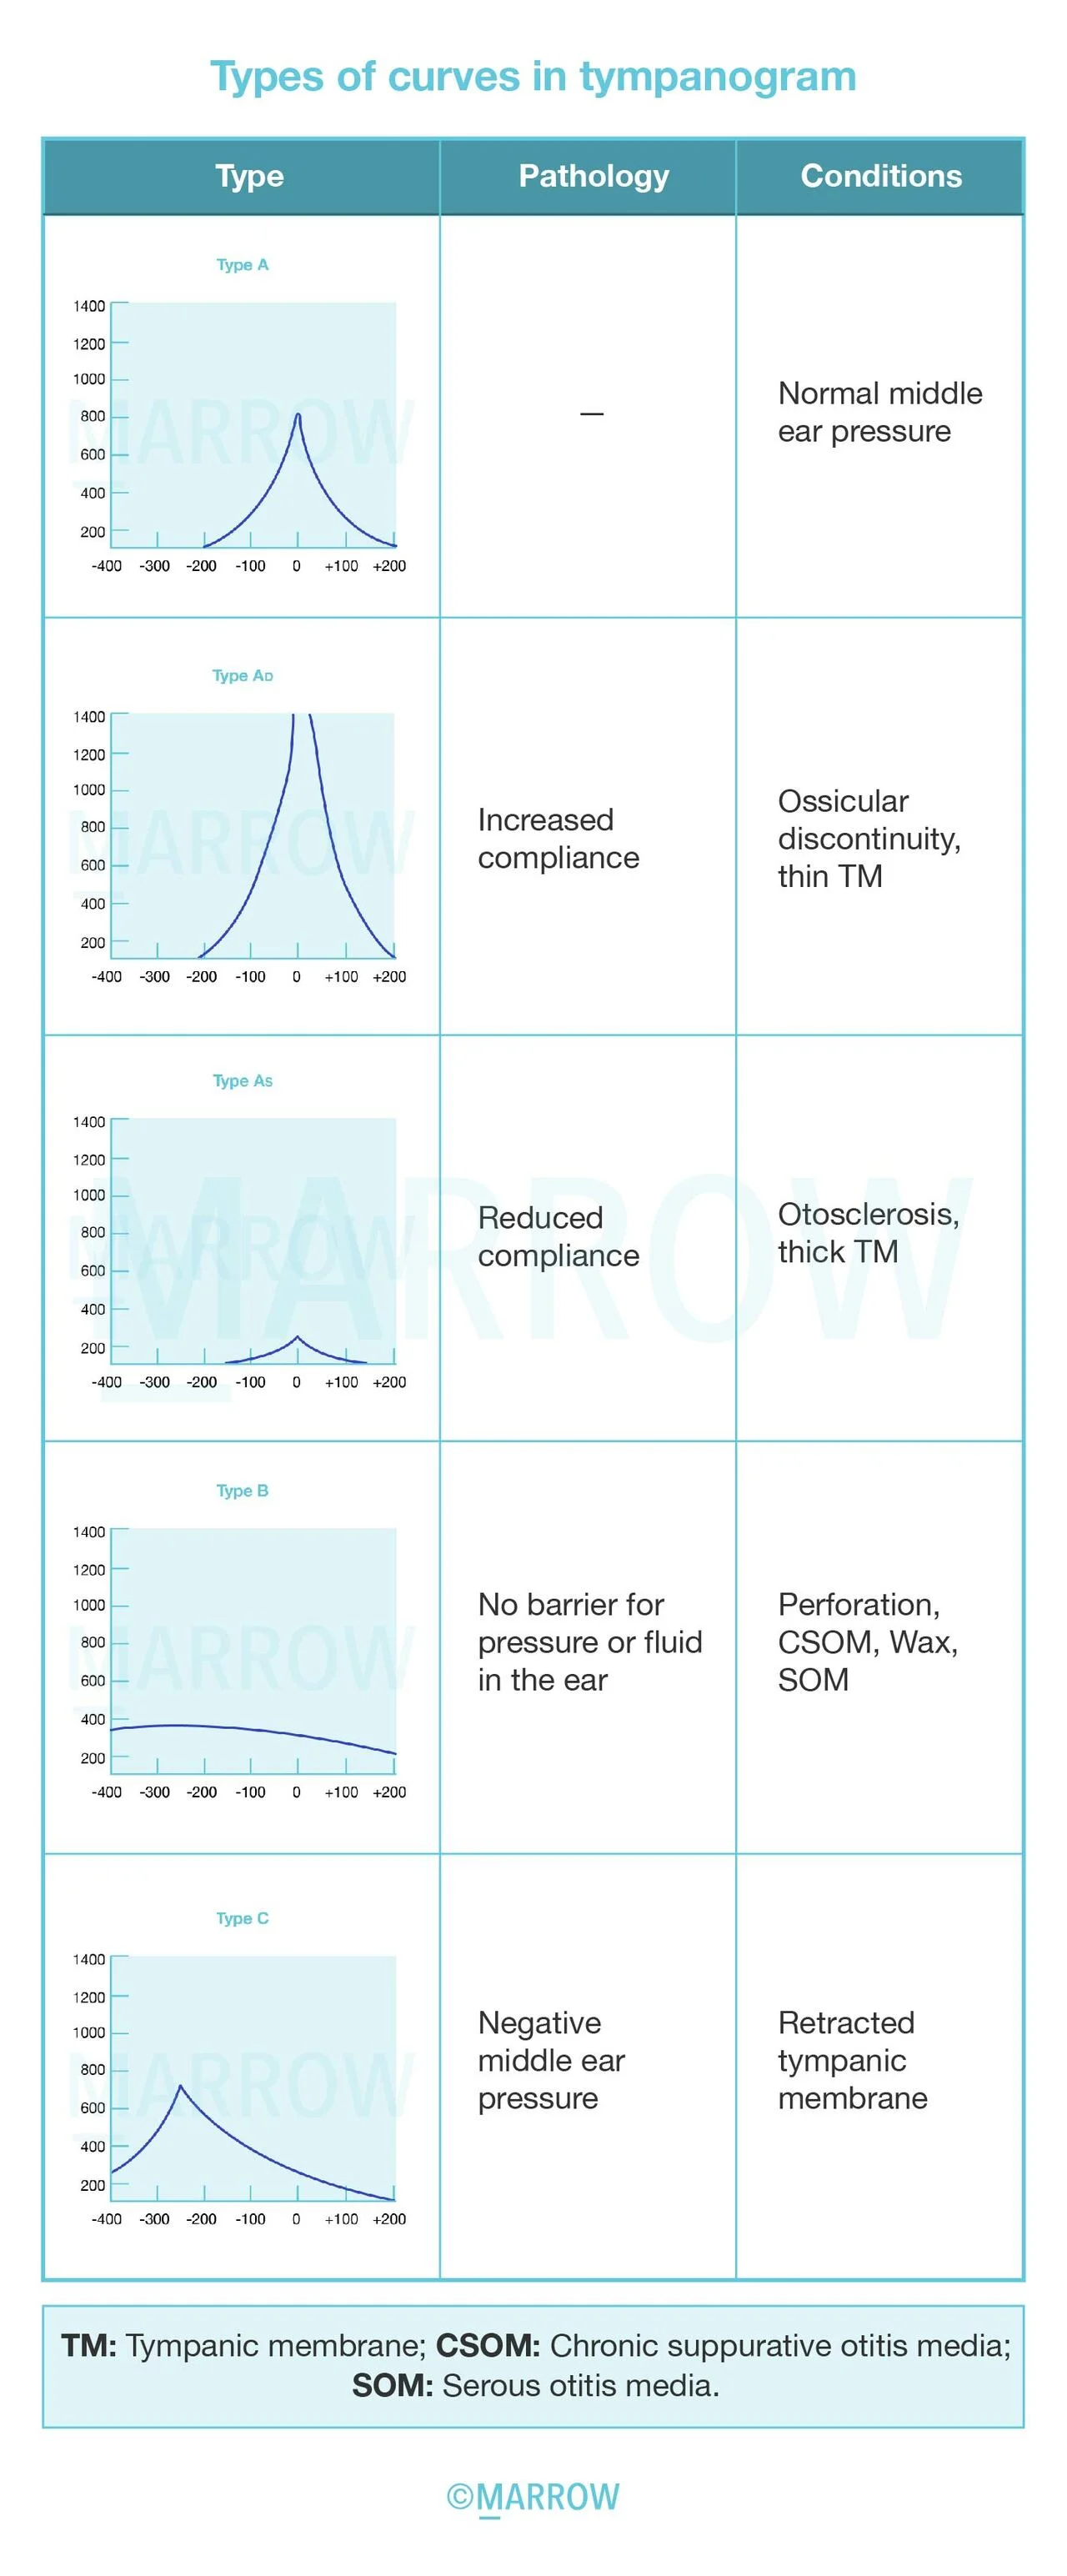 Types of curves in tympanogram
Type Pathology Conditions
Type A
1400
1200
1000
800
600
400
200
-400 -300 -200 -100 0 +100 +200
—
Normal middle
ear pressure
Type AD
1400
1200
1000
800
600
400
200
-400 -300 -200 -100 0 +100 +200
Increased
compliance
Ossicular
discontinuity,
thin TM
Type As
1400
1200
1000
800
600
400
200
-400 -300 -200 -100 0 +100 +200
Reduced
compliance
Otosclerosis,
thick TM
Type B
1400
1200
1000
800
600
400
200
-400 -300 -200 -100 0 +100 +200
No barrier for
pressure or fluid
in the ear
Perforation,
CSOM, Wax,
SOM
Type C
1400
1200
1000
800
600
400
200
-400 -300 -200 -100 0 +100 +200
Negative
middle ear
pressure
Retracted
tympanic
membrane
TM: Tympanic membrane; CSOM: Chronic suppurative otitis media;
SOM: Serous otitis media.
©MARROW
MARROW
MARROW
MARROW
MARROW
MARROW
MARROW